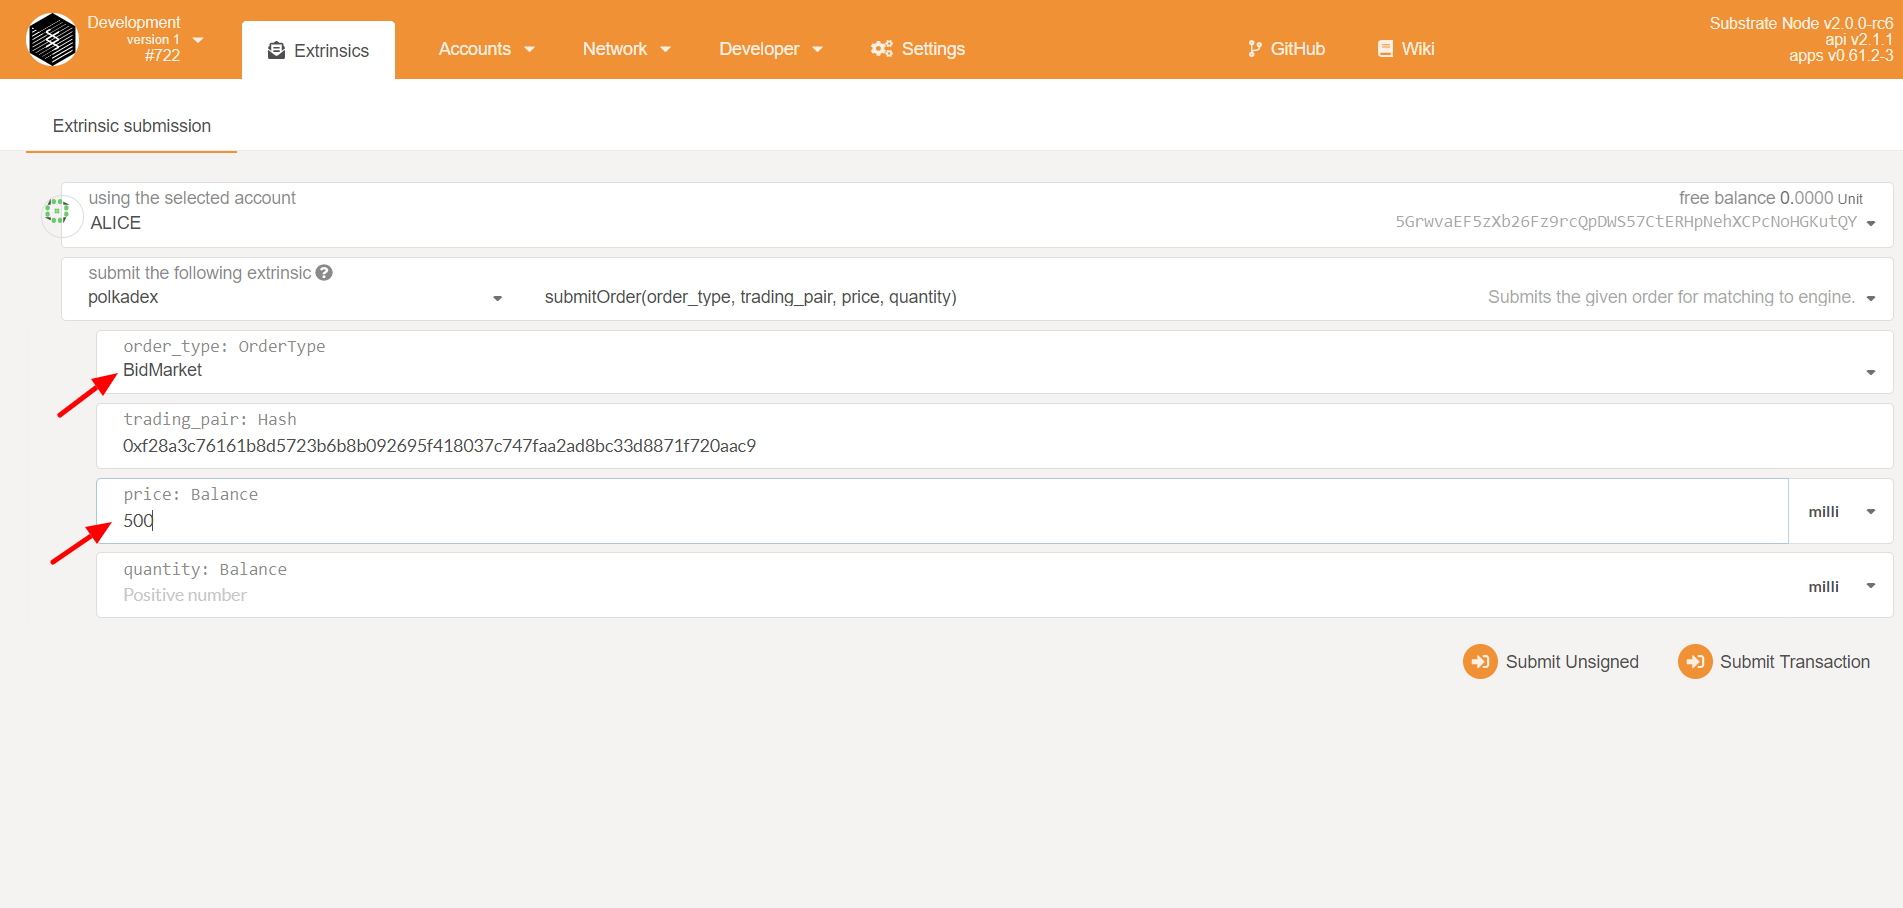 Development
version 1
#722
Extrinsics
Accounts
Network
Developer
Settings
GitHub
Wiki
Substrate Node v2.0.0-rc6
api v2.1.1
apps v0.61.2-3
Extrinsic submission
using the selected account
ALICE
free balance 0.0000 Unit
5GrwvaEF5zXb26Fz9rcQpDWS57CtERHpNehXCPcNoHGKutQY
submit the following extrinsic
polkadex
submitOrder(order_type, trading_pair, price, quantity)
Submits the given order for matching to engine.
order_type: OrderType
BidMarket
trading_pair: Hash
0xf28a3c76161b8d5723b6b8b092695f418037c747faa2ad8bc33d8871f720aac9
price: Balance
500
milli
quantity: Balance
Positive number
milli
Submit Unsigned
Submit Transaction